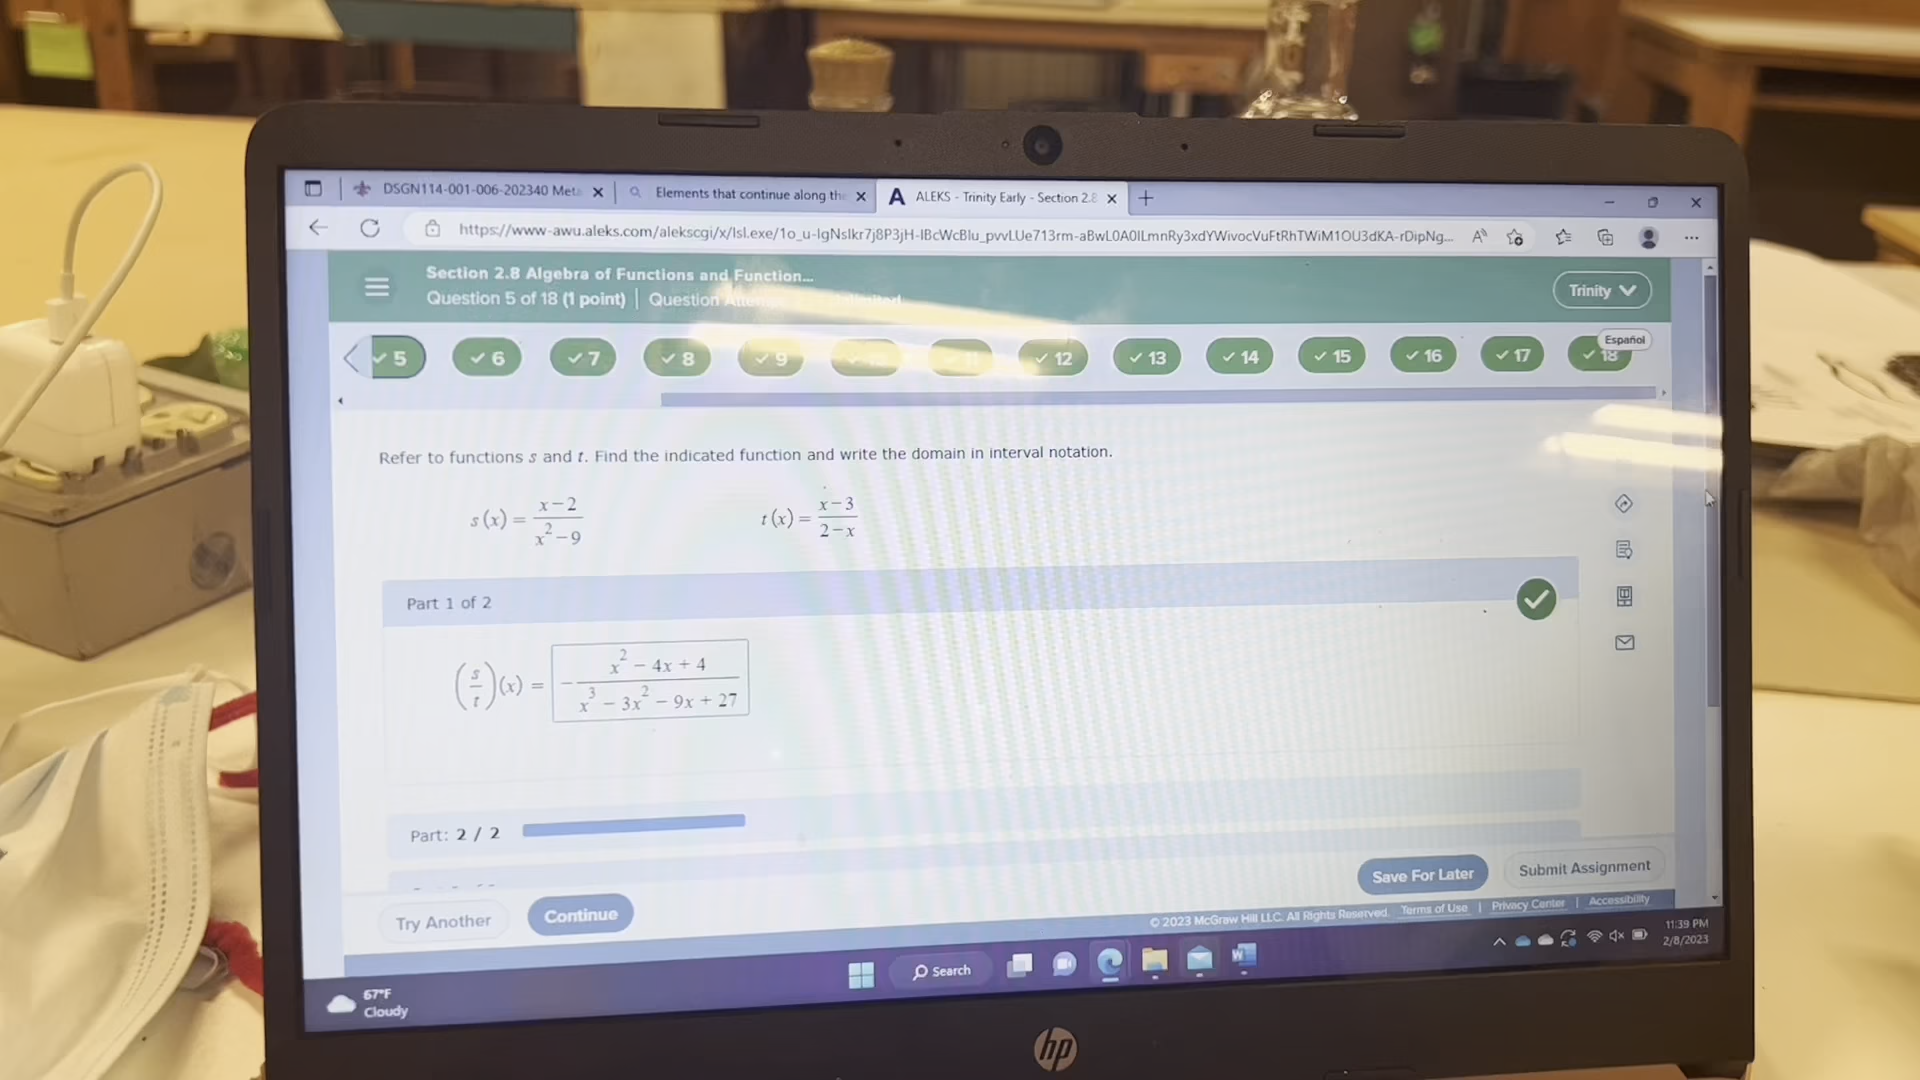 DSGN114-001-006-202340 Met
Elements that continue along th
A ALEKS - Trinity Early - Section 2.8
https://www-awu.aleks.com/alekscgi/x/Isl.exe/1o_u-IgNsIkr7j8P3jH-IBcWcBlu_pvvLUe713rm-aBwL0A0ILmnRy3xdYWivocVuFtRhTWiM1OU3dKA-rDipNg...
Section 2.8 Algebra of Functions and Function...
Question 5 of 18 (1 point) | Question
Trinity
Español
5 6 7 8 9 12 13 14 15 16 17 18
Refer to functions s and t. Find the indicated function and write the domain in interval notation.
s(x) = (x−2)/(x²−9) t(x) = (x−3)/(2−x)
Part 1 of 2
(s/t)(x) = −(x² − 4x + 4)/(x³ − 3x² − 9x + 27)
Part: 2 / 2
Save For Later
Submit Assignment
Try Another
Continue
© 2023 McGraw Hill LLC. All Rights Reserved. Terms of Use | Privacy Center | Accessibility
67°F
Cloudy
Search
11:39 PM
2/8/2023
hp